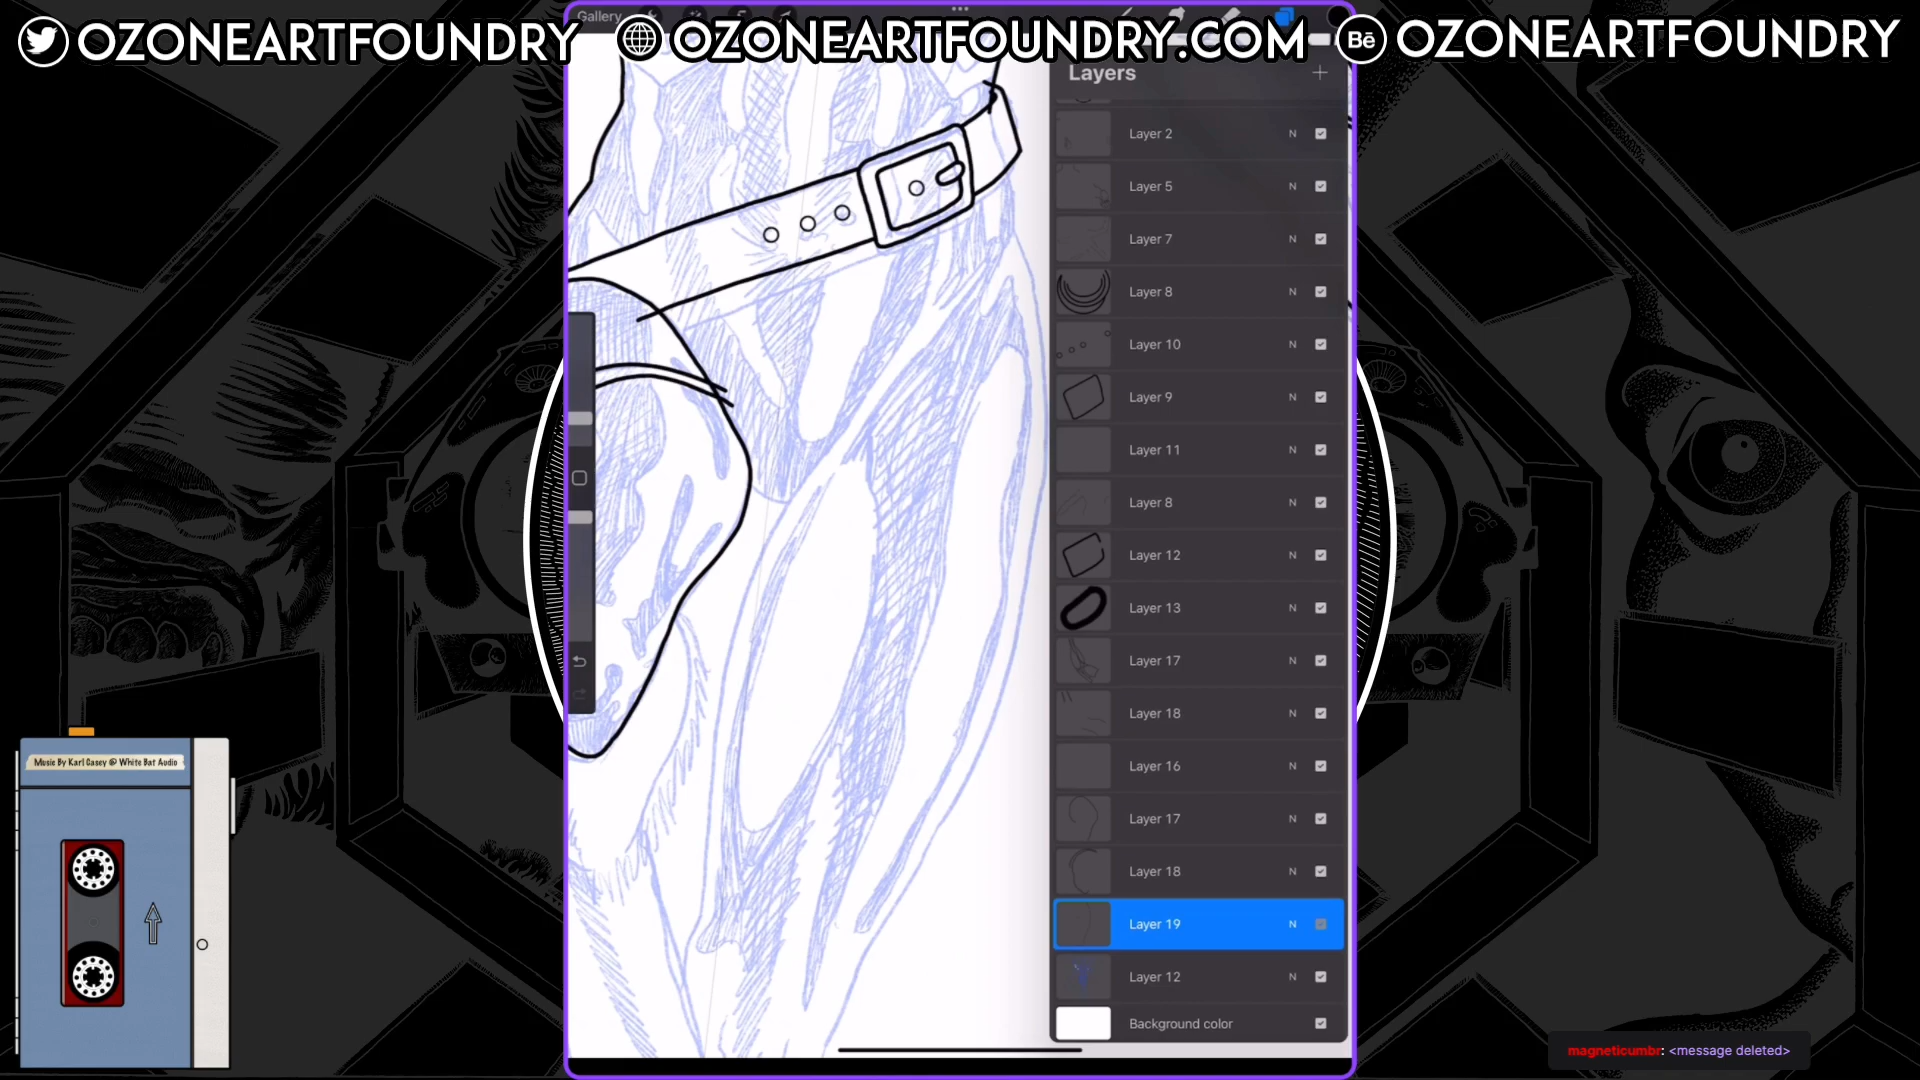 OZONEARTFOUNDRY
OZONEARTFOUNDRY.COM
Bē OZONEARTFOUNDRY
Gallery
Layers
Layer 2 N
Layer 5 N
Layer 7 N
Layer 8 N
Layer 10 N
Layer 9 N
Layer 11 N
Layer 8 N
Layer 12 N
Layer 13 N
Layer 17 N
Layer 18 N
Layer 16 N
Layer 17 N
Layer 18 N
Layer 19 N
Layer 12 N
Background color
Music By Karl Casey @ White Bat Audio
magneticumbr: <message deleted>